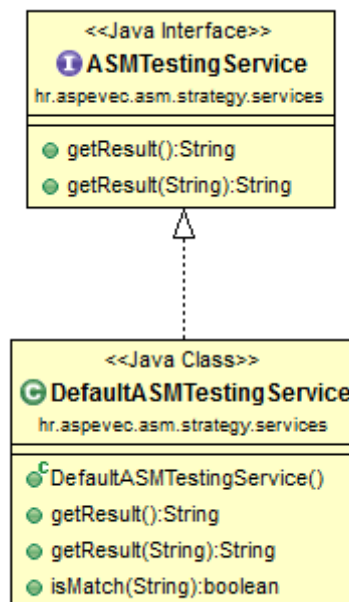 <<Java Interface>>
I ASMTestingService
hr.aspevec.asm.strategy.services
getResult():String
getResult(String):String
<<Java Class>>
C DefaultASMTestingService
hr.aspevec.asm.strategy.services
C DefaultASMTestingService()
getResult():String
getResult(String):String
isMatch(String):boolean